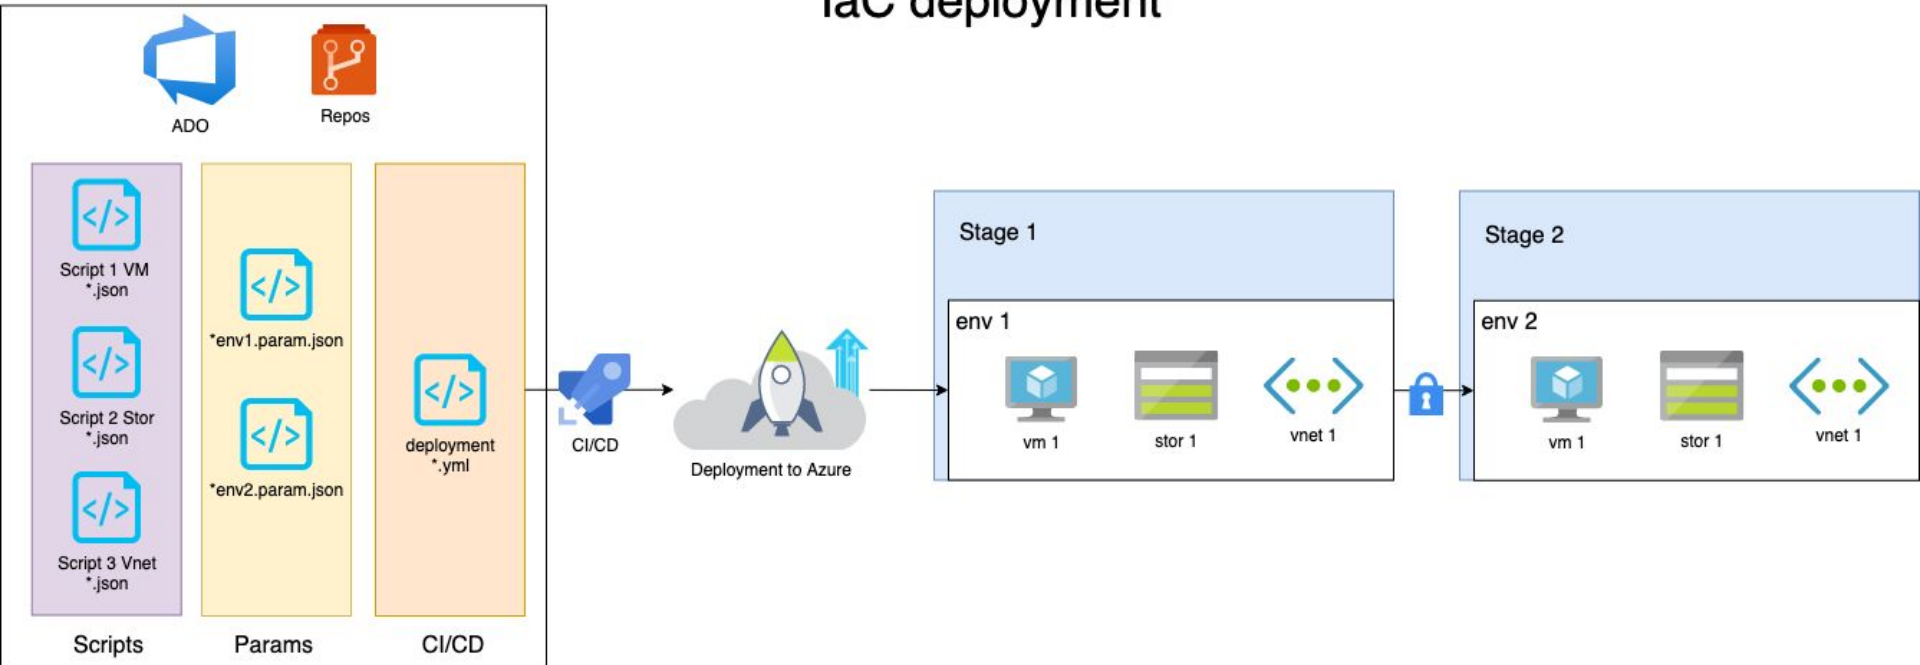 IaC deployment
ADO
Repos
Script 1 VM
*.json
Script 2 Stor
*.json
Script 3 Vnet
*.json
Scripts
*env1.param.json
*env2.param.json
Params
deployment
*.yml
CI/CD
CI/CD
Deployment to Azure
Stage 1
env 1
vm 1
stor 1
vnet 1
Stage 2
env 2
vm 1
stor 1
vnet 1